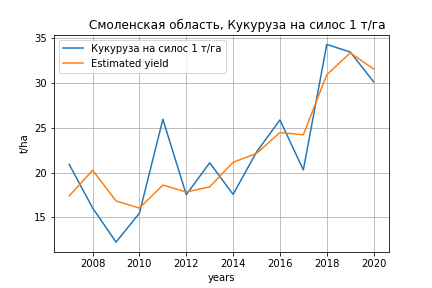 Смоленская область, Кукуруза на силос 1 т/га
Кукуруза на силос 1 т/га
Estimated yield
35
30
25
20
15
t/ha
2008 2010 2012 2014 2016 2018 2020
years